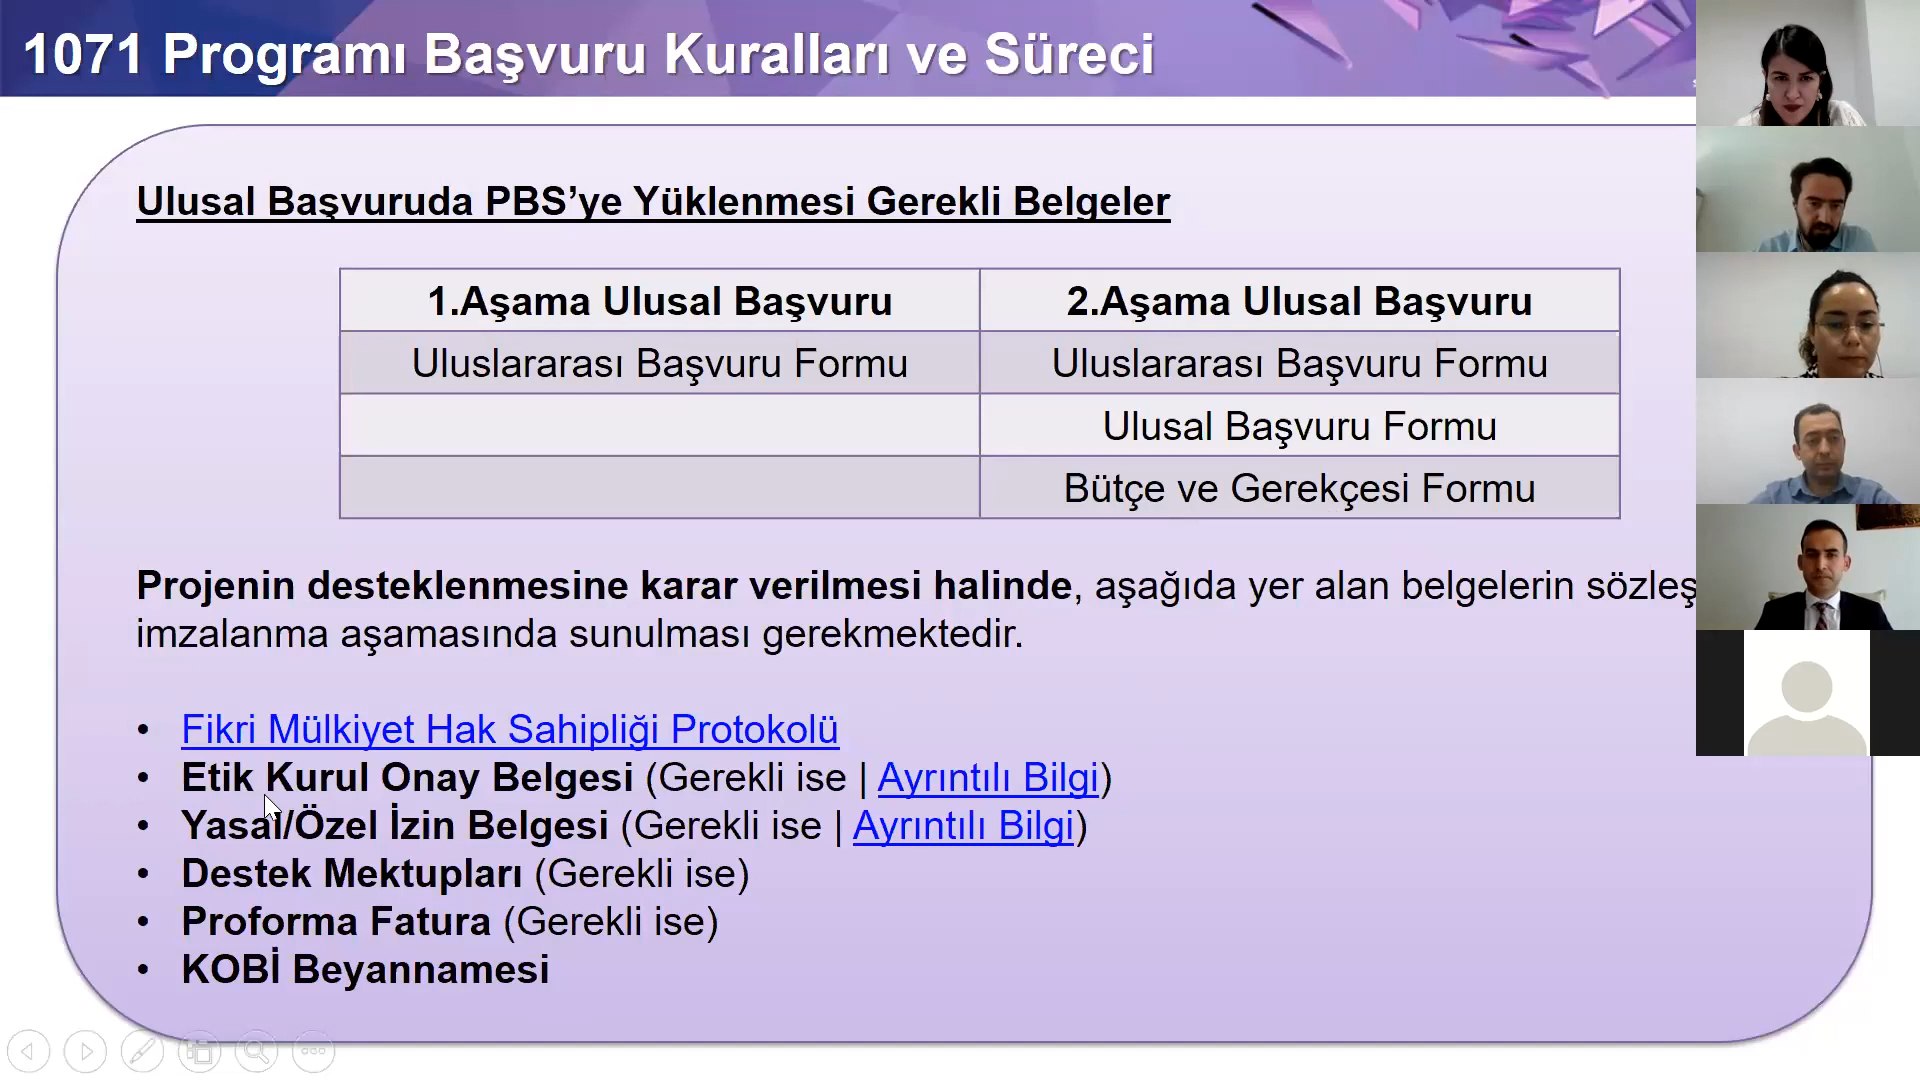 1071 Programı Başvuru Kuralları ve Süreci
Ulusal Başvuruda PBS’ye Yüklenmesi Gerekli Belgeler
1.Aşama Ulusal Başvuru 2.Aşama Ulusal Başvuru
Uluslararası Başvuru Formu Uluslararası Başvuru Formu
Ulusal Başvuru Formu
Bütçe ve Gerekçesi Formu
Projenin desteklenmesine karar verilmesi halinde, aşağıda yer alan belgelerin sözleş
imzalanma aşamasında sunulması gerekmektedir.
• Fikri Mülkiyet Hak Sahipliği Protokolü
• Etik Kurul Onay Belgesi (Gerekli ise | Ayrıntılı Bilgi)
• Yasal/Özel İzin Belgesi (Gerekli ise | Ayrıntılı Bilgi)
• Destek Mektupları (Gerekli ise)
• Proforma Fatura (Gerekli ise)
• KOBİ Beyannamesi